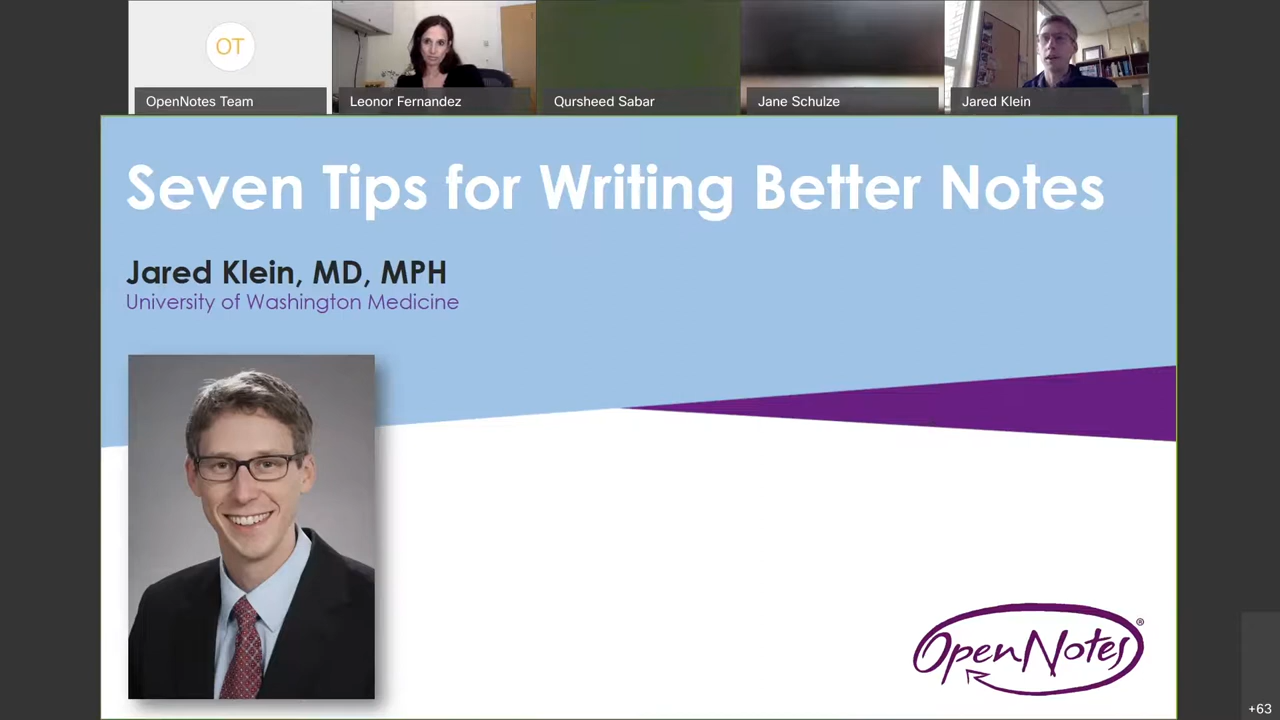 OT
OpenNotes Team
Leonor Fernandez
Qursheed Sabar
Jane Schulze
Jared Klein
Seven Tips for Writing Better Notes
Jared Klein, MD, MPH
University of Washington Medicine
OpenNotes®
+63